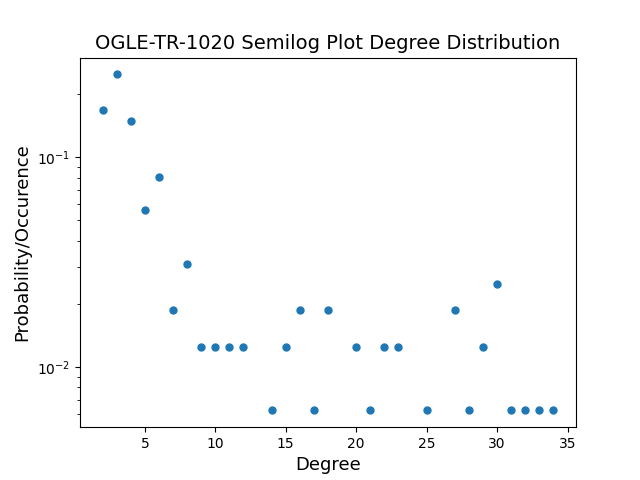 OGLE-TR-1020 Semilog Plot Degree Distribution
Probability/Occurence
10⁻¹
10⁻²
5 10 15 20 25 30 35
Degree